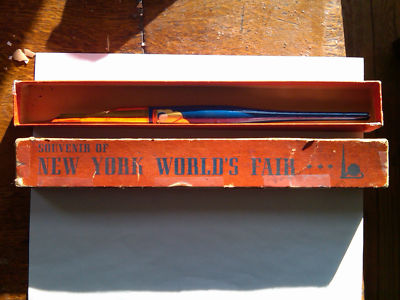 SOUVENIR OF
NEW YORK WORLD'S FAIR...